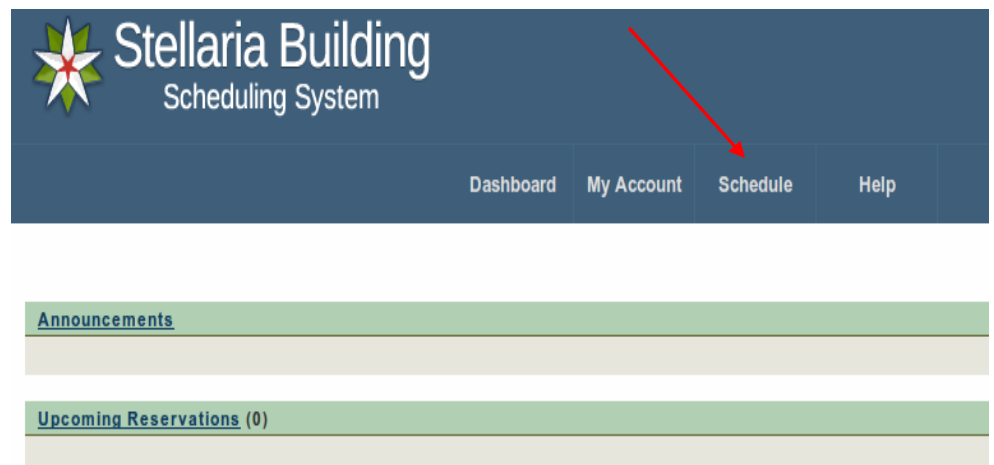 Stellaria Building
Scheduling System
Dashboard My Account Schedule Help
Announcements
Upcoming Reservations (0)